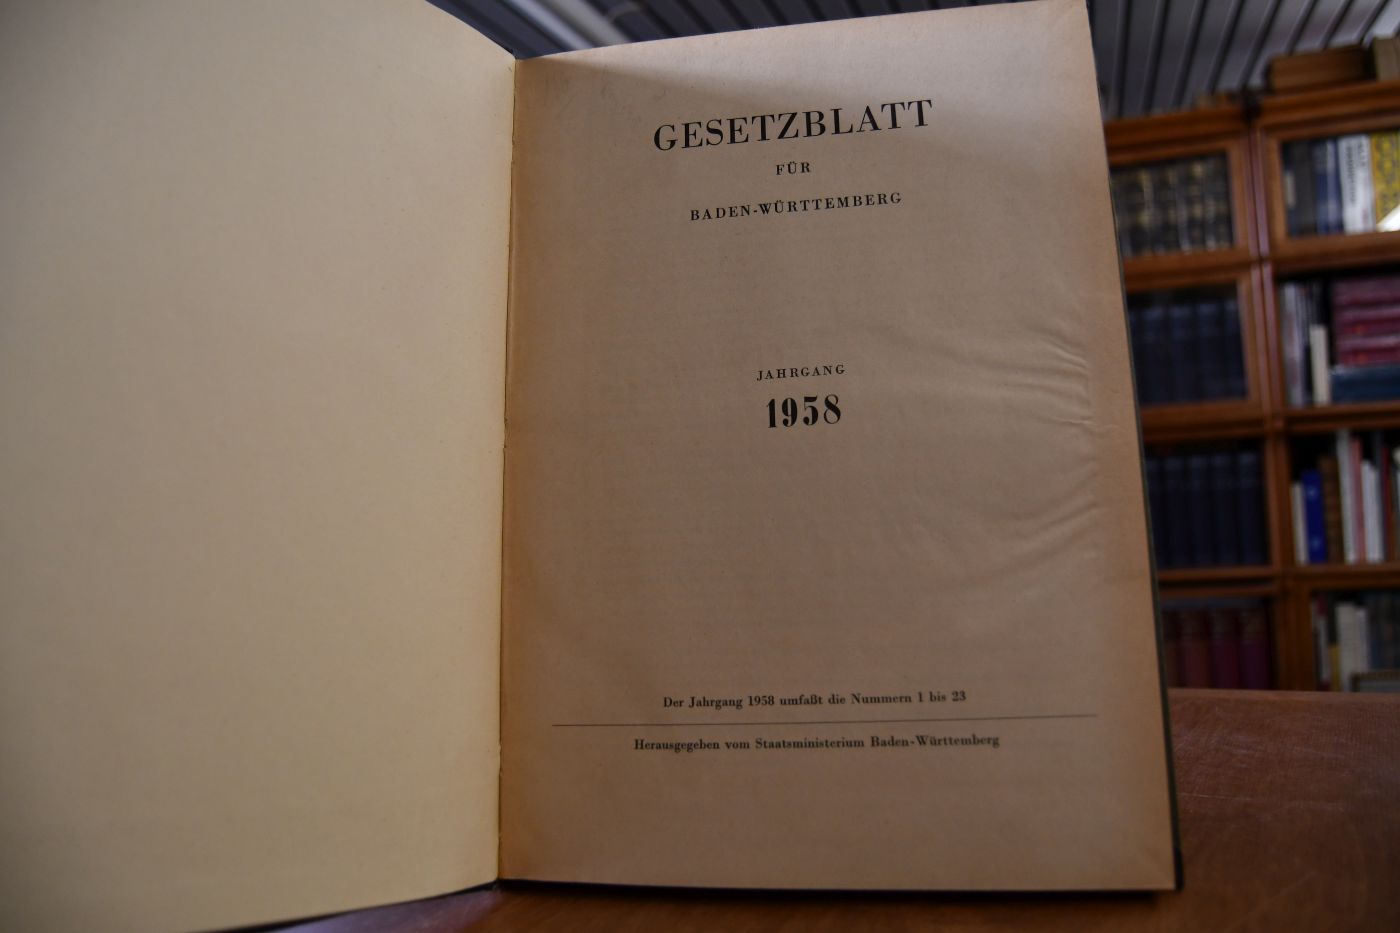 GESETZBLATT
FÜR
BADEN-WÜRTTEMBERG
JAHRGANG
1958
Der Jahrgang 1958 umfaßt die Nummern 1 bis 23
Herausgegeben vom Staatsministerium Baden-Württemberg